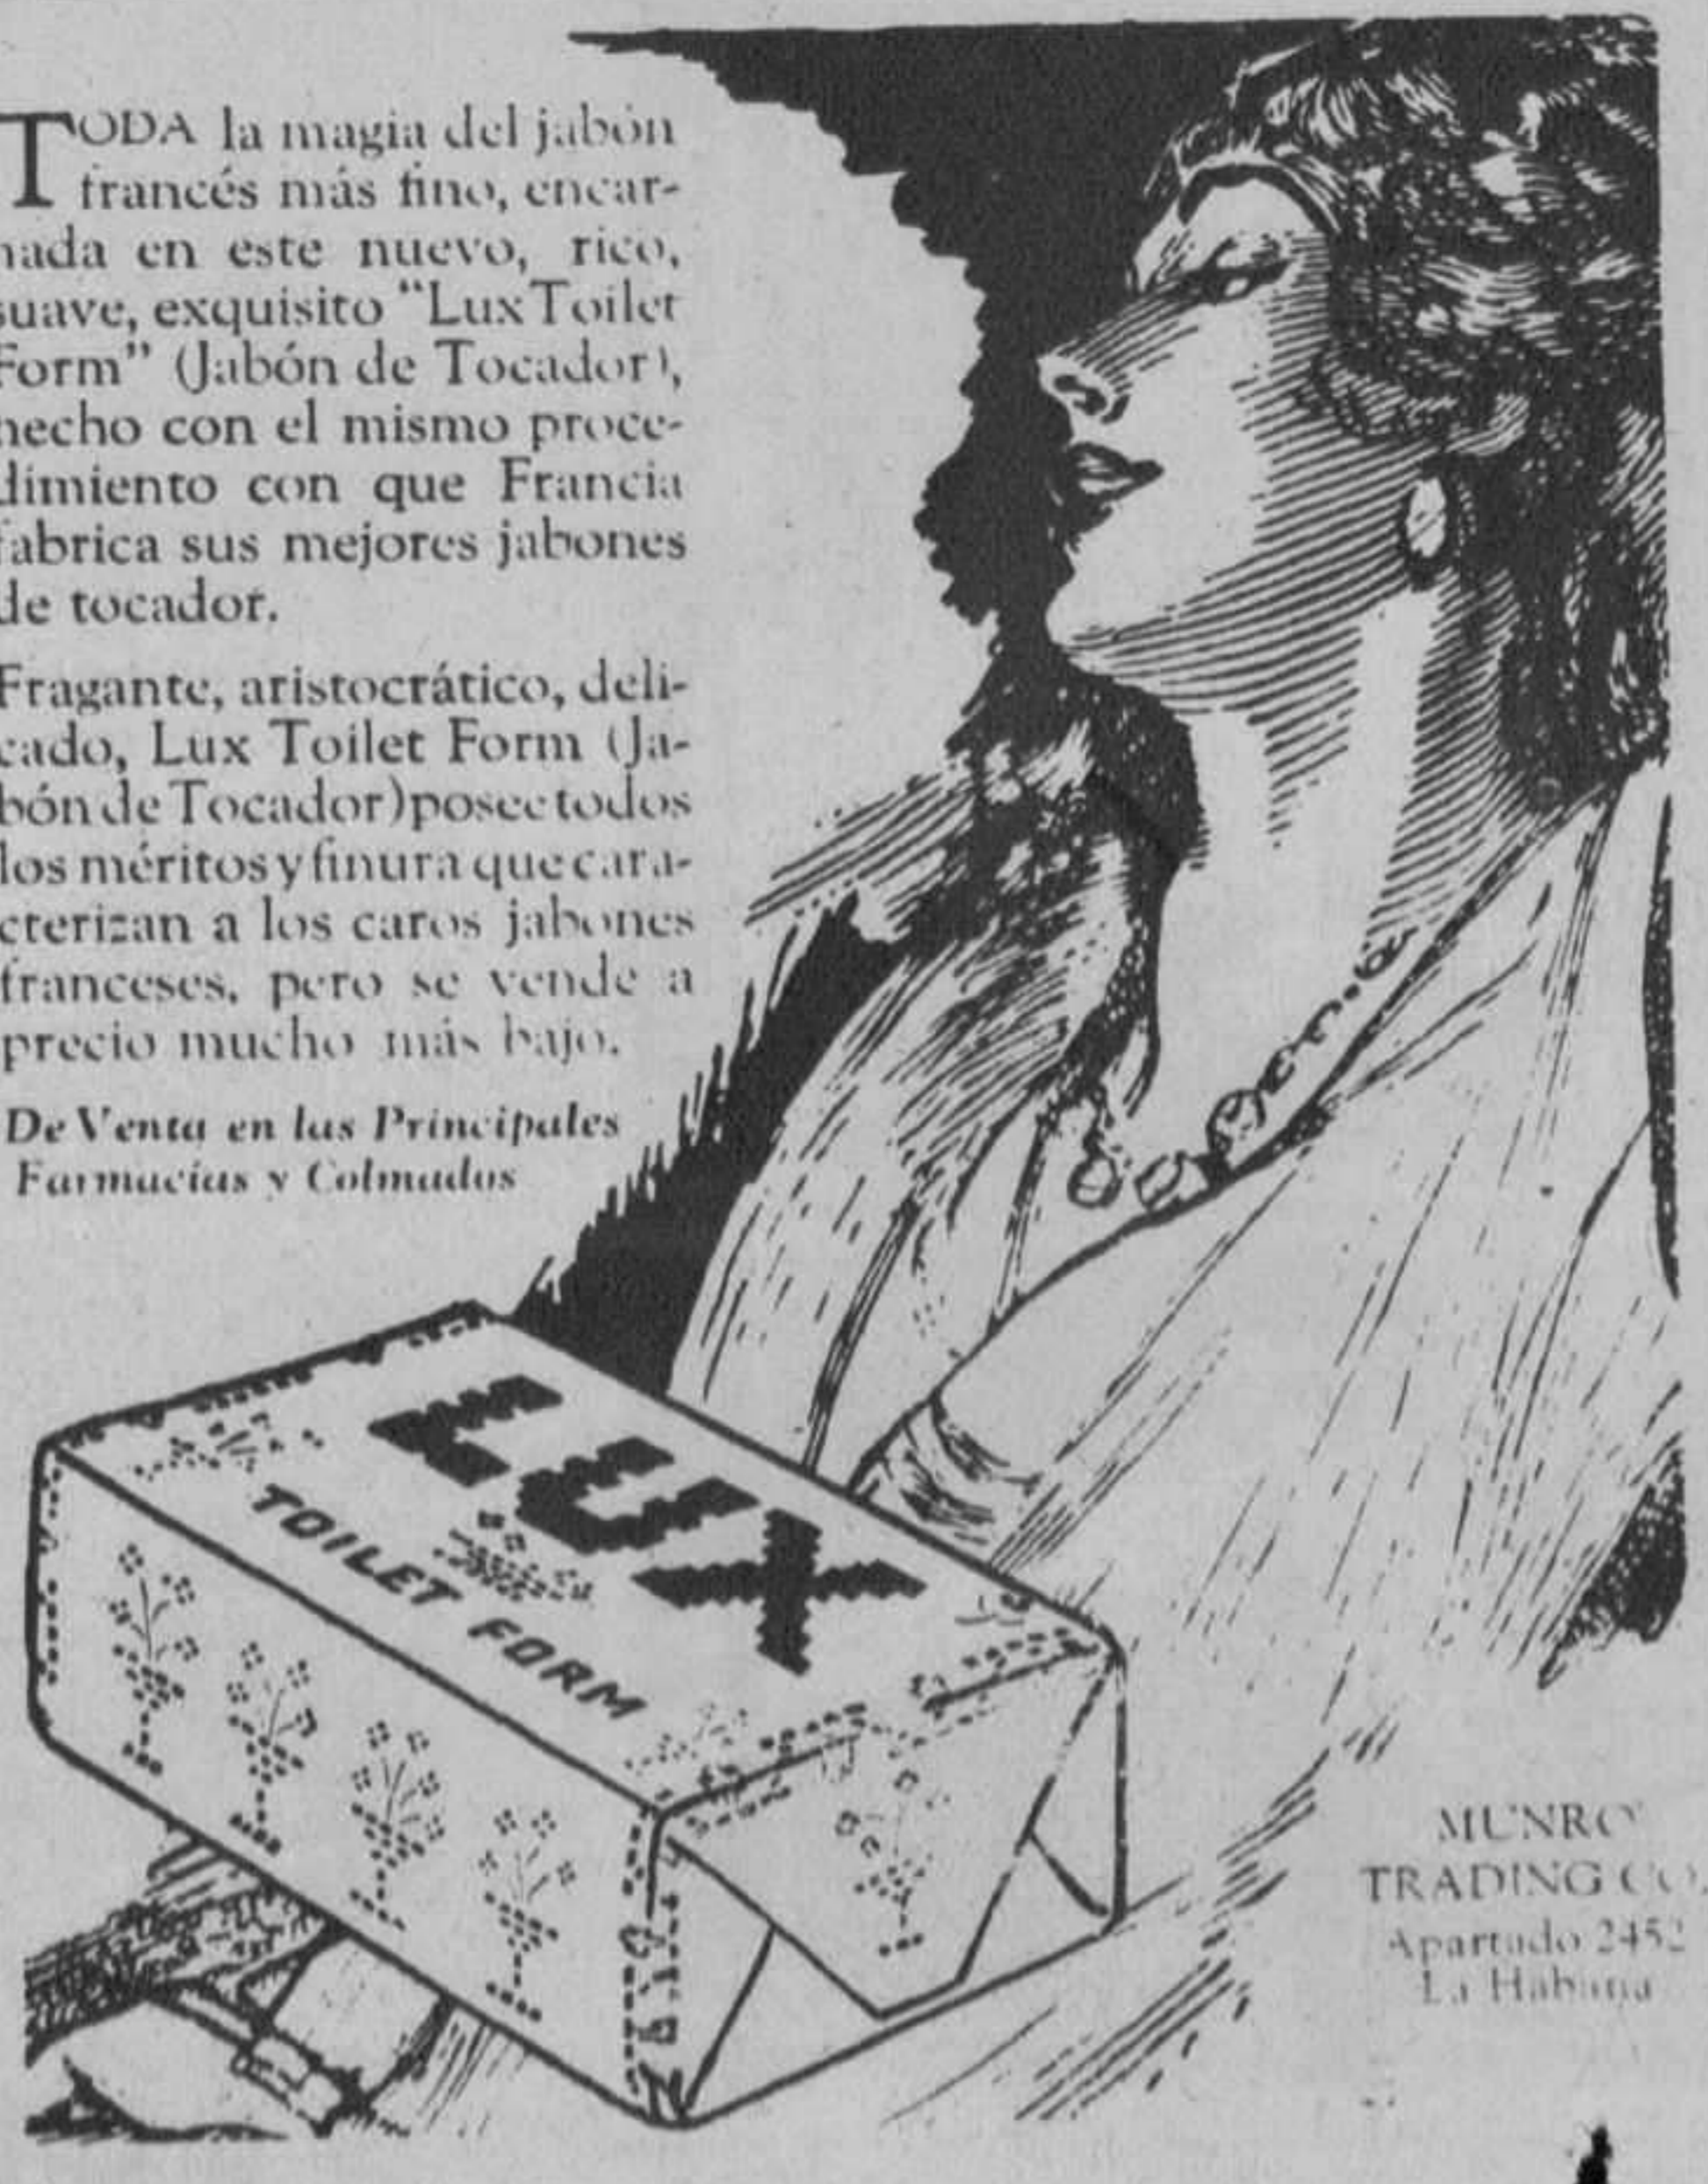 TODA la magia del jabón
francés más fino, encar-
nada en este nuevo, rico,
suave, exquisito "Lux Toilet
Form" (Jabón de Tocador),
hecho con el mismo proce-
dimiento con que Francia
fabrica sus mejores jabones
de tocador.
Fragante, aristocrático, deli-
cado, Lux Toilet Form (Ja-
bón de Tocador) posee todos
los méritos y finura que cara-
cterizan a los caros jabones
franceses, pero se vende a
precio mucho más bajo.
De Venta en las Principales
Farmacias y Colmados
LUX
TOILET FORM
MUNRO
TRADING CO.
Apartado 2452
La Habana